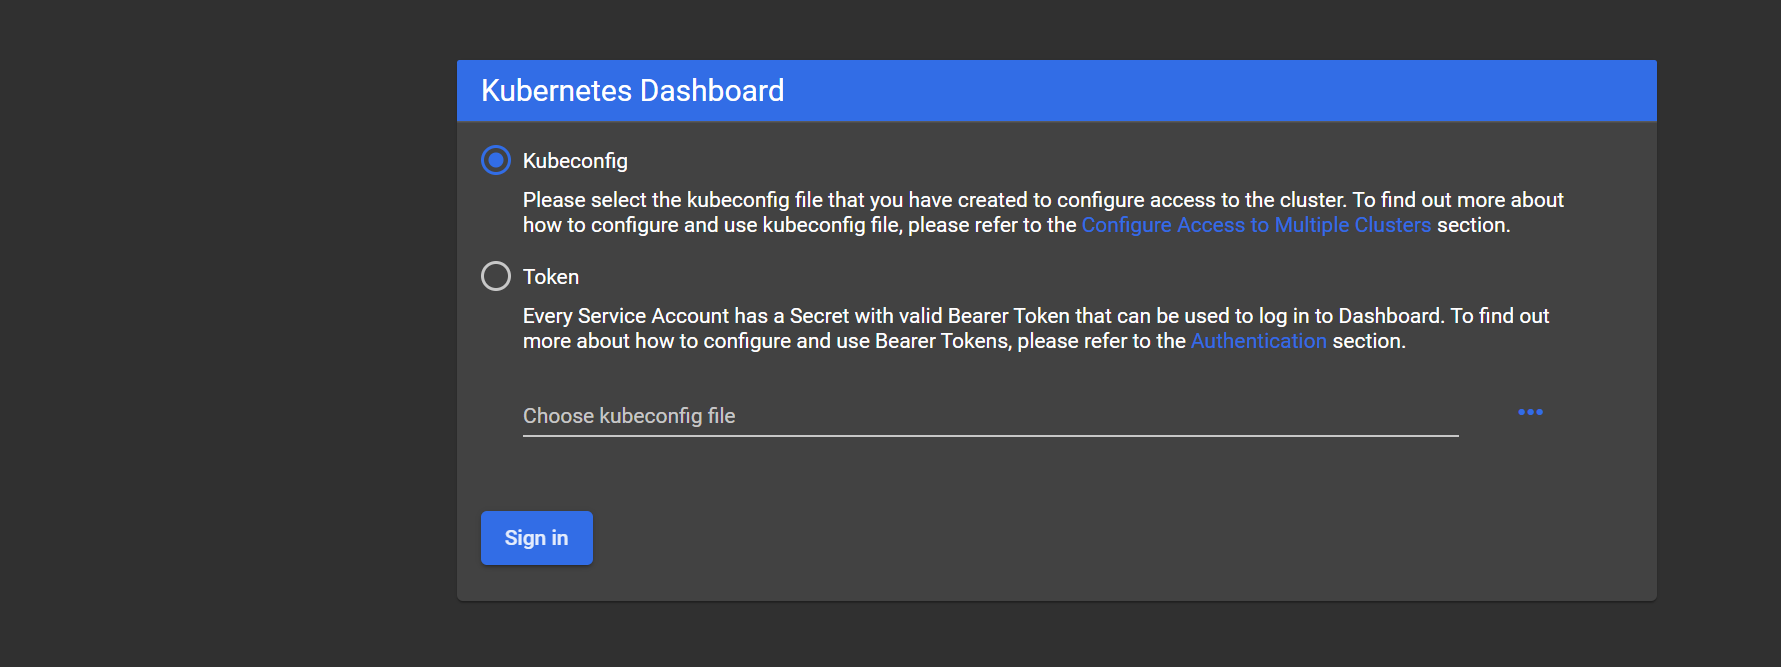 Kubernetes Dashboard
Kubeconfig
Please select the kubeconfig file that you have created to configure access to the cluster. To find out more about
how to configure and use kubeconfig file, please refer to the Configure Access to Multiple Clusters section.
Token
Every Service Account has a Secret with valid Bearer Token that can be used to log in to Dashboard. To find out
more about how to configure and use Bearer Tokens, please refer to the Authentication section.
Choose kubeconfig file
Sign in